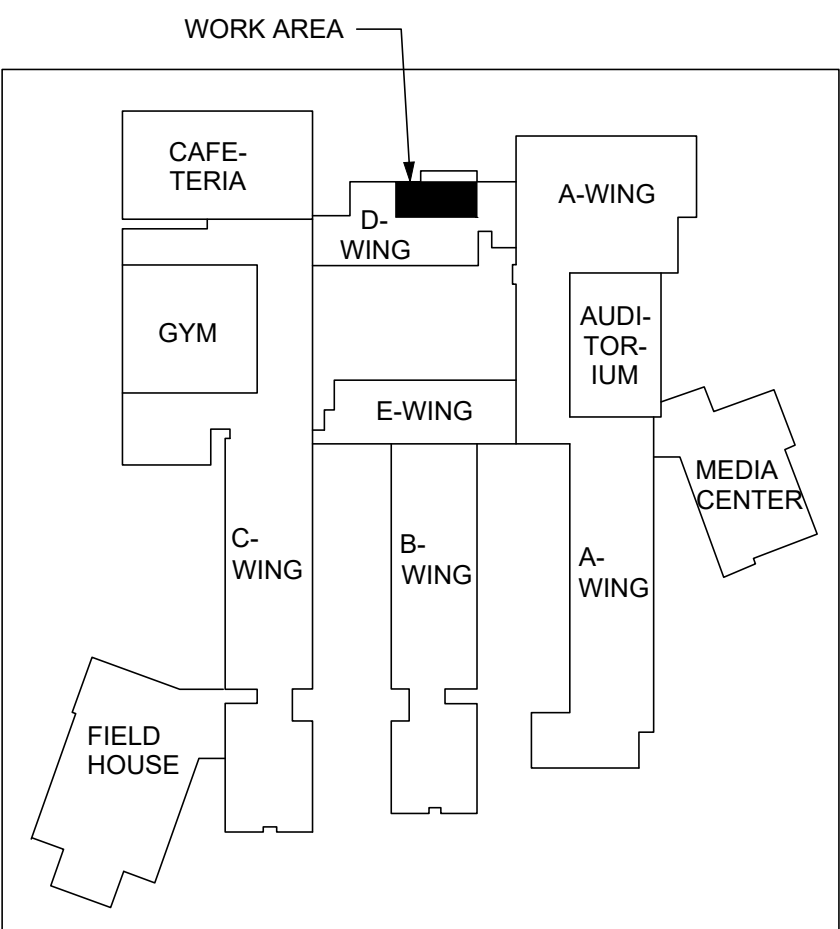 WORK AREA
CAFE-
TERIA
A-WING
D-
WING
GYM
AUDI-
TOR-
IUM
E-WING
MEDIA
CENTER
C-
WING
B-
WING
A-
WING
FIELD
HOUSE